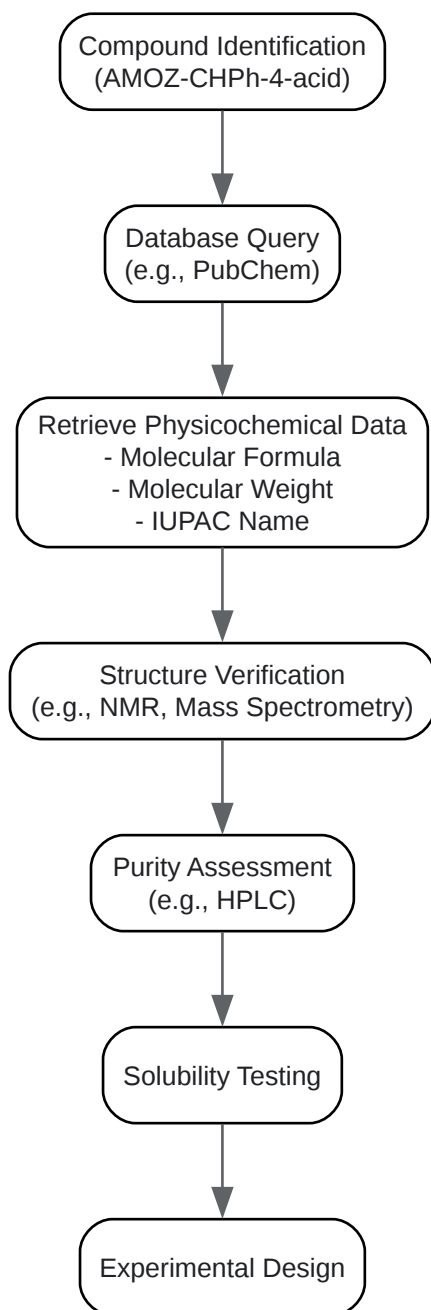 Compound Identification
(AMOZ-CHPh-4-acid)
Database Query
(e.g., PubChem)
Retrieve Physicochemical Data
- Molecular Formula
- Molecular Weight
- IUPAC Name
Structure Verification
(e.g., NMR, Mass Spectrometry)
Purity Assessment
(e.g., HPLC)
Solubility Testing
Experimental Design